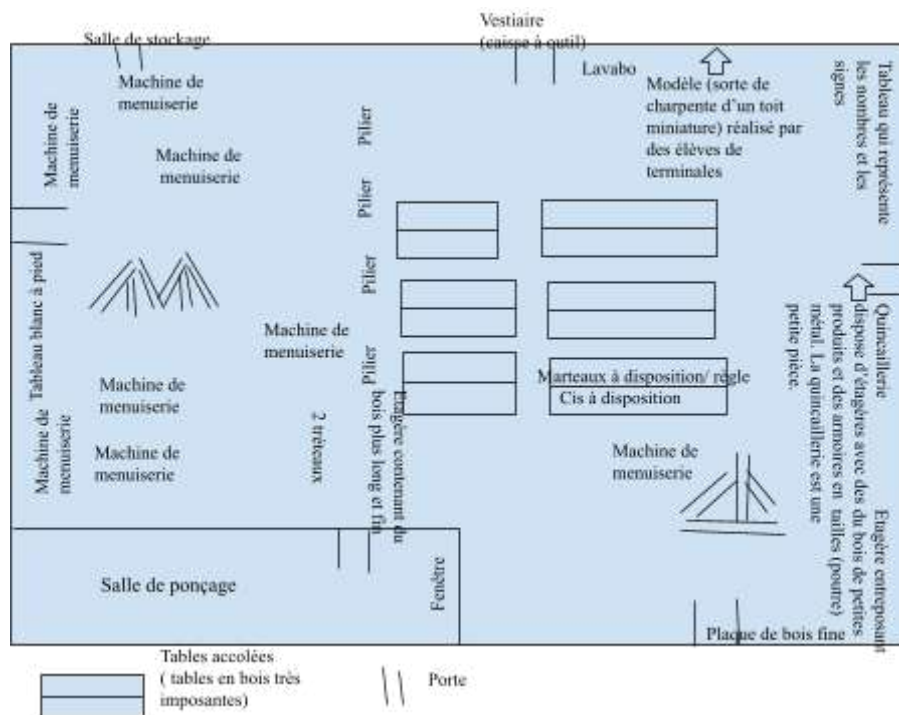 Vestiaire
(caisse à outil)
Salle de stockage
Lavabo
Machine de
menuiserie
Modèle (sorte de
charpente d'un toit
miniature) réalisé par
des élèves de
terminales
Tableau qui représente
les nombres et les
signes
Machine de
menuiserie
Machine de
menuiserie
Pilier
Pilier
Pilier
Pilier
Tableau blanc à pied
Machine de
menuiserie
Machine de
menuiserie
Machine de
menuiserie
Machine de
menuiserie
2 tréteaux
Etagère contenant du
bois plus long et fin
Marteaux à disposition/ règle
Cis à disposition
Machine de
menuiserie
Quincaillerie
dispose d'étagères avec des
produits et des armoires en
métal. La quincaillerie est une
petite pièce.
Etagère entreposant
du bois de petites
tailles (poutre)
Salle de ponçage
Fenêtre
Plaque de bois fine
Tables accolées
( tables en bois très
imposantes)
Porte